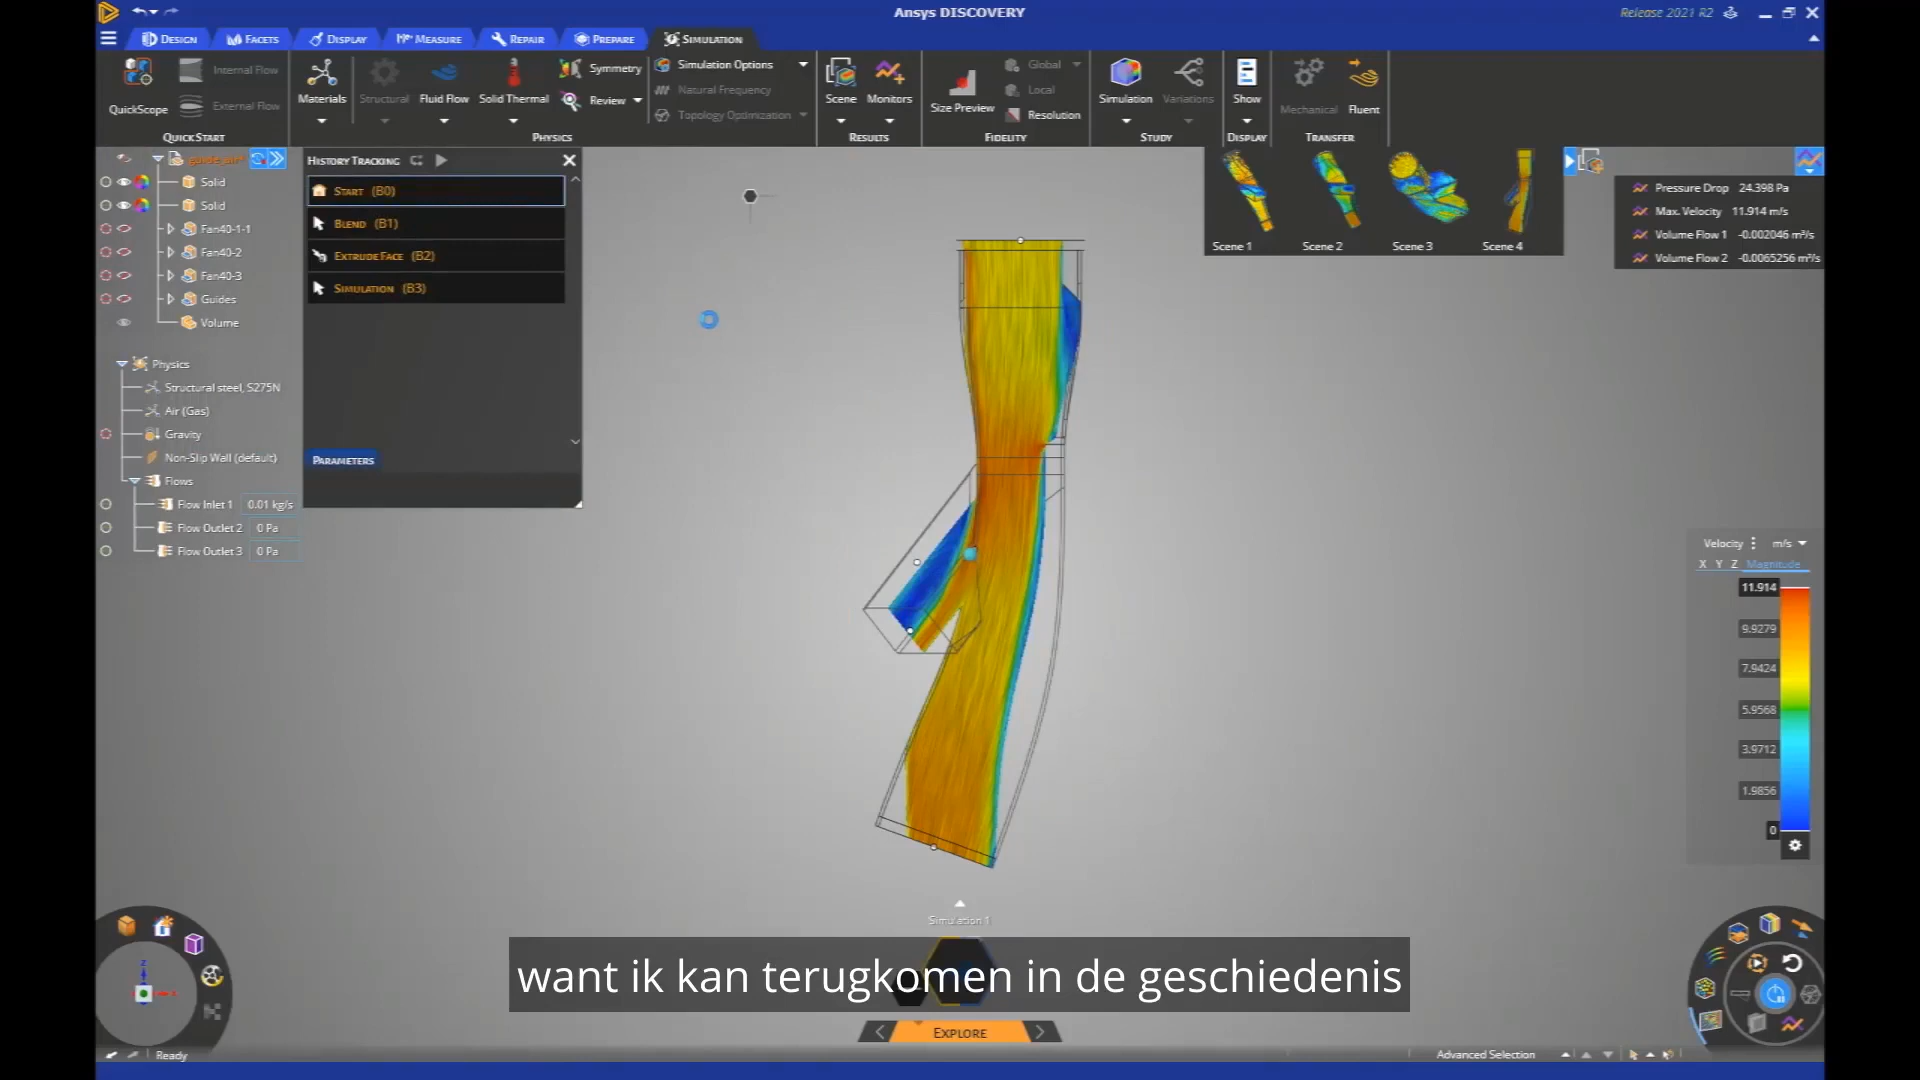 Ansys DISCOVERY
Release 2021 R2
DESIGN
FACETS
DISPLAY
MEASURE
REPAIR
PREPARE
SIMULATION
QuickScope
Internal Flow
External Flow
QUICKSTART
Materials
Structural
Fluid Flow
Solid Thermal
Symmetry
Review
Simulation Options
Natural Frequency
Topology Optimization
PHYSICS
Scene
Monitors
RESULTS
Size Preview
Global
Local
Resolution
FIDELITY
Simulation
Variations
STUDY
Show
DISPLAY
Mechanical
Fluent
TRANSFER
guide_air*
Solid
Solid
Fan40-1-1
Fan40-2
Fan40-3
Guides
Volume
Physics
Structural steel, S275N
Air (Gas)
Gravity
Non-Slip Wall (default)
Flows
Flow Inlet 1 0.01 kg/s
Flow Outlet 2 0 Pa
Flow Outlet 3 0 Pa
HISTORY TRACKING
START (B0)
BLEND (B1)
EXTRUDE FACE (B2)
SIMULATION (B3)
PARAMETERS
Scene 1
Scene 2
Scene 3
Scene 4
Pressure Drop 24.398 Pa
Max. Velocity 11.914 m/s
Volume Flow 1 -0.002046 m³/s
Volume Flow 2 -0.0065256 m³/s
Velocity m/s
X Y Z Magnitude
11.914
9.9279
7.9424
5.9568
3.9712
1.9856
0
Simulation 1
want ik kan terugkomen in de geschiedenis
EXPLORE
Ready
Advanced Selection